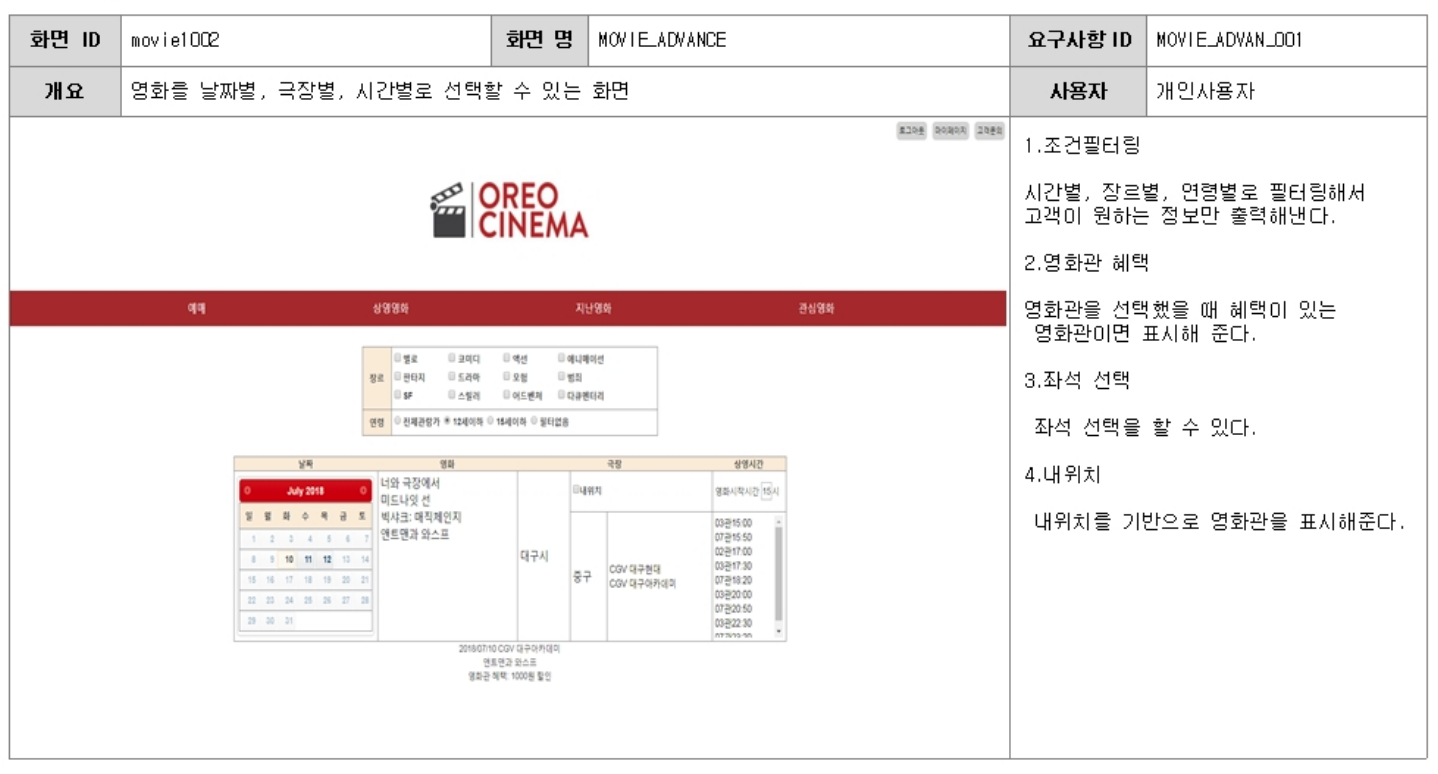 화면 ID movie1002 화면 명 MOVIE_ADVANCE 요구사항 ID MOVIE_ADVAN_001
개요 영화를 날짜별, 극장별, 시간별로 선택할 수 있는 화면 사용자 개인사용자
로그아웃 마이페이지 고객문의
OREO
CINEMA
예매 상영영화 지난영화 관심영화
장르
멜로 코미디 액션 애니메이션
판타지 드라마 모험 범죄
SF 스릴러 어드벤쳐 다큐멘터리
연령 전체관람가 12세이하 15세이하 필터없음
날짜 영화 극장 상영시간
July 2018
일 월 화 수 목 금 토
1 2 3 4 5 6 7
8 9 10 11 12 13 14
15 16 17 18 19 20 21
22 23 24 25 26 27 28
29 30 31
너와 극장에서
미드나잇 선
빅샤크: 매직체인지
앤트맨과 와스프
대구시
내위치
중구
CGV 대구현대
CGV 대구아카데미
영화시작시간 15시
03관15:00
07관15:50
02관17:00
03관17:30
07관18:20
03관20:00
07관20:50
03관22:30
07관23:20
2018/07/10 CGV 대구아카데미
앤트맨과 와스프
영화관 혜택: 1000원 할인
1.조건필터링
시간별, 장르별, 연령별로 필터링해서
고객이 원하는 정보만 출력해낸다.
2.영화관 혜택
영화관을 선택했을 때 혜택이 있는
영화관이면 표시해 준다.
3.좌석 선택
좌석 선택을 할 수 있다.
4.내위치
내위치를 기반으로 영화관을 표시해준다.